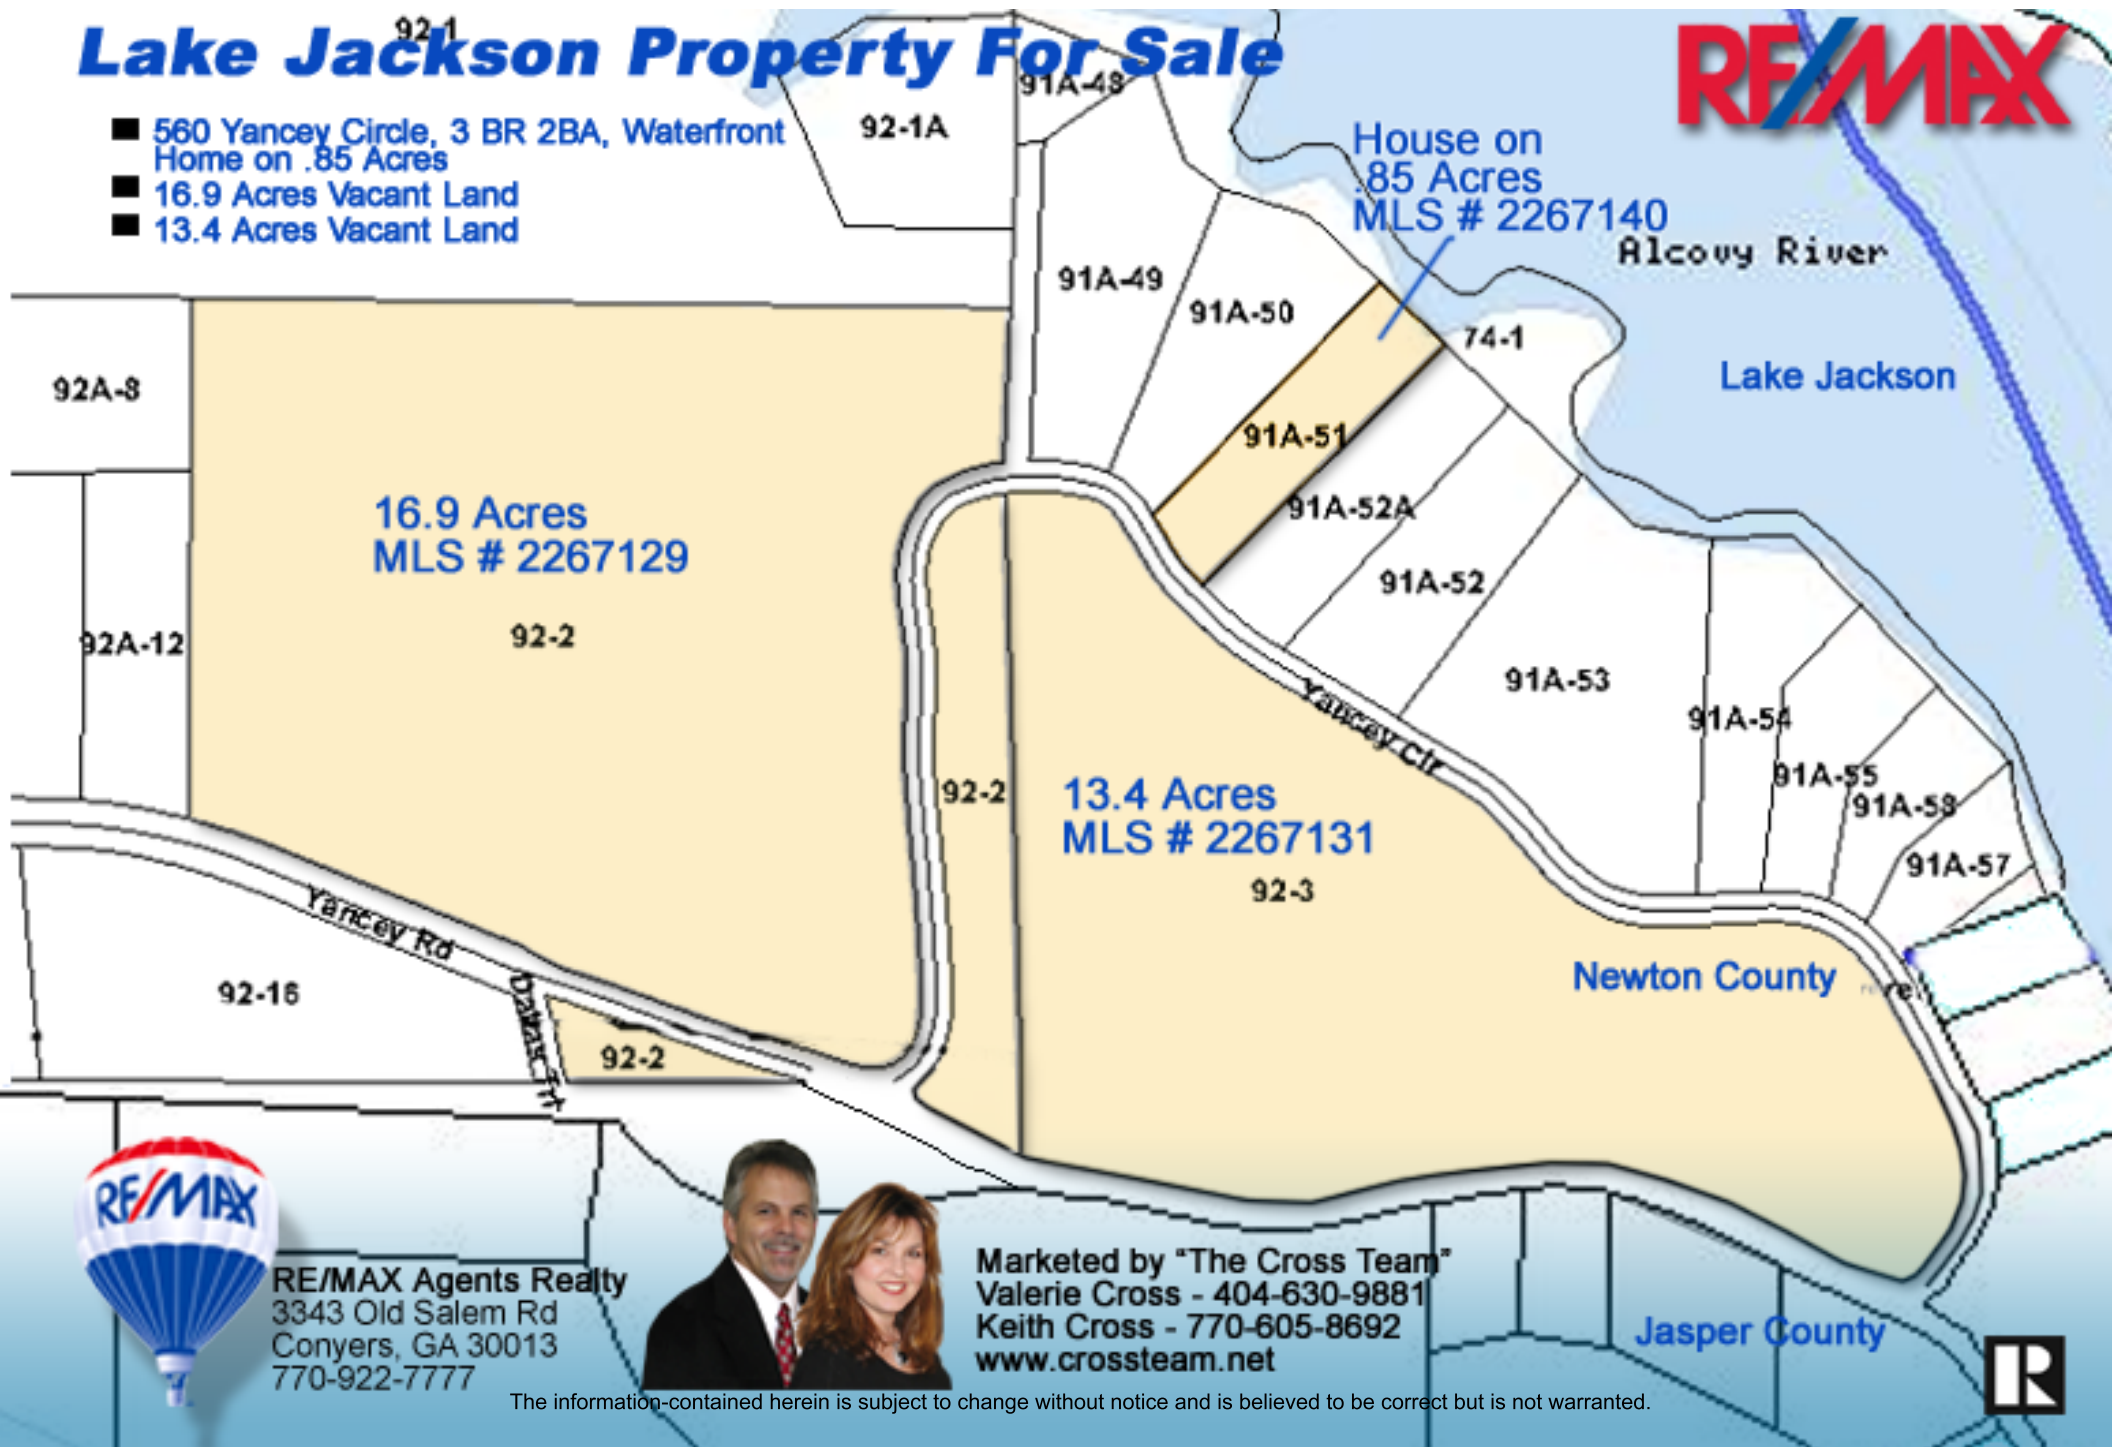 92-1
Lake Jackson Property For Sale
RE/MAX
560 Yancey Circle, 3 BR 2BA, Waterfront
Home on .85 Acres
16.9 Acres Vacant Land
13.4 Acres Vacant Land
92-1A
91A-48
House on
.85 Acres
MLS # 2267140
Alcovy River
91A-49
91A-50
74-1
Lake Jackson
92A-8
91A-51
16.9 Acres
MLS # 2267129
91A-52A
91A-52
92-2
92A-12
91A-53
91A-54
Yancey Cir
91A-55
91A-58
92-2
13.4 Acres
MLS # 2267131
91A-57
92-3
Yancey Rd
92-16
Newton County
92-2
RE/MAX
RE/MAX Agents Realty
3343 Old Salem Rd
Conyers, GA 30013
770-922-7777
Marketed by “The Cross Team”
Valerie Cross - 404-630-9881
Keith Cross - 770-605-8692
www.crossteam.net
Jasper County
R
The information-contained herein is subject to change without notice and is believed to be correct but is not warranted.